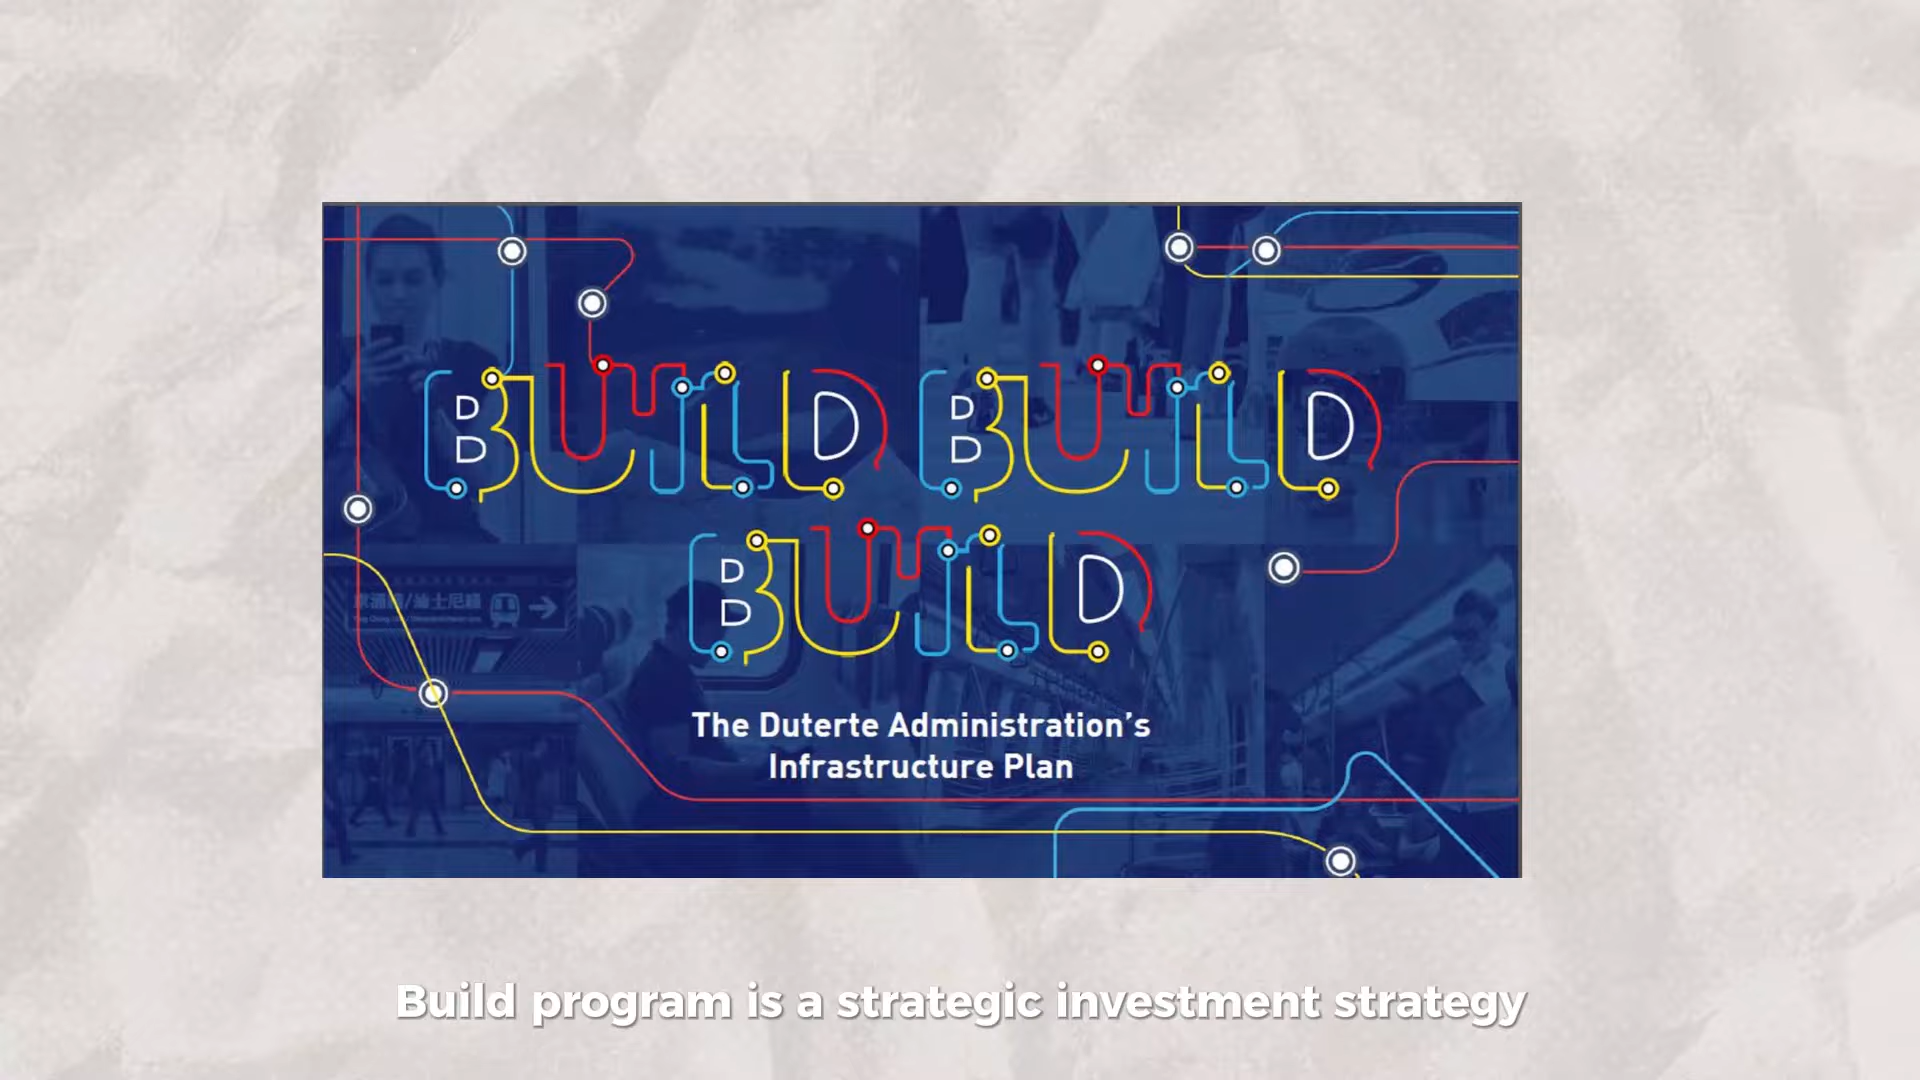 BUILD BUILD
BUILD
The Duterte Administration's
Infrastructure Plan
Build program is a strategic investment strategy